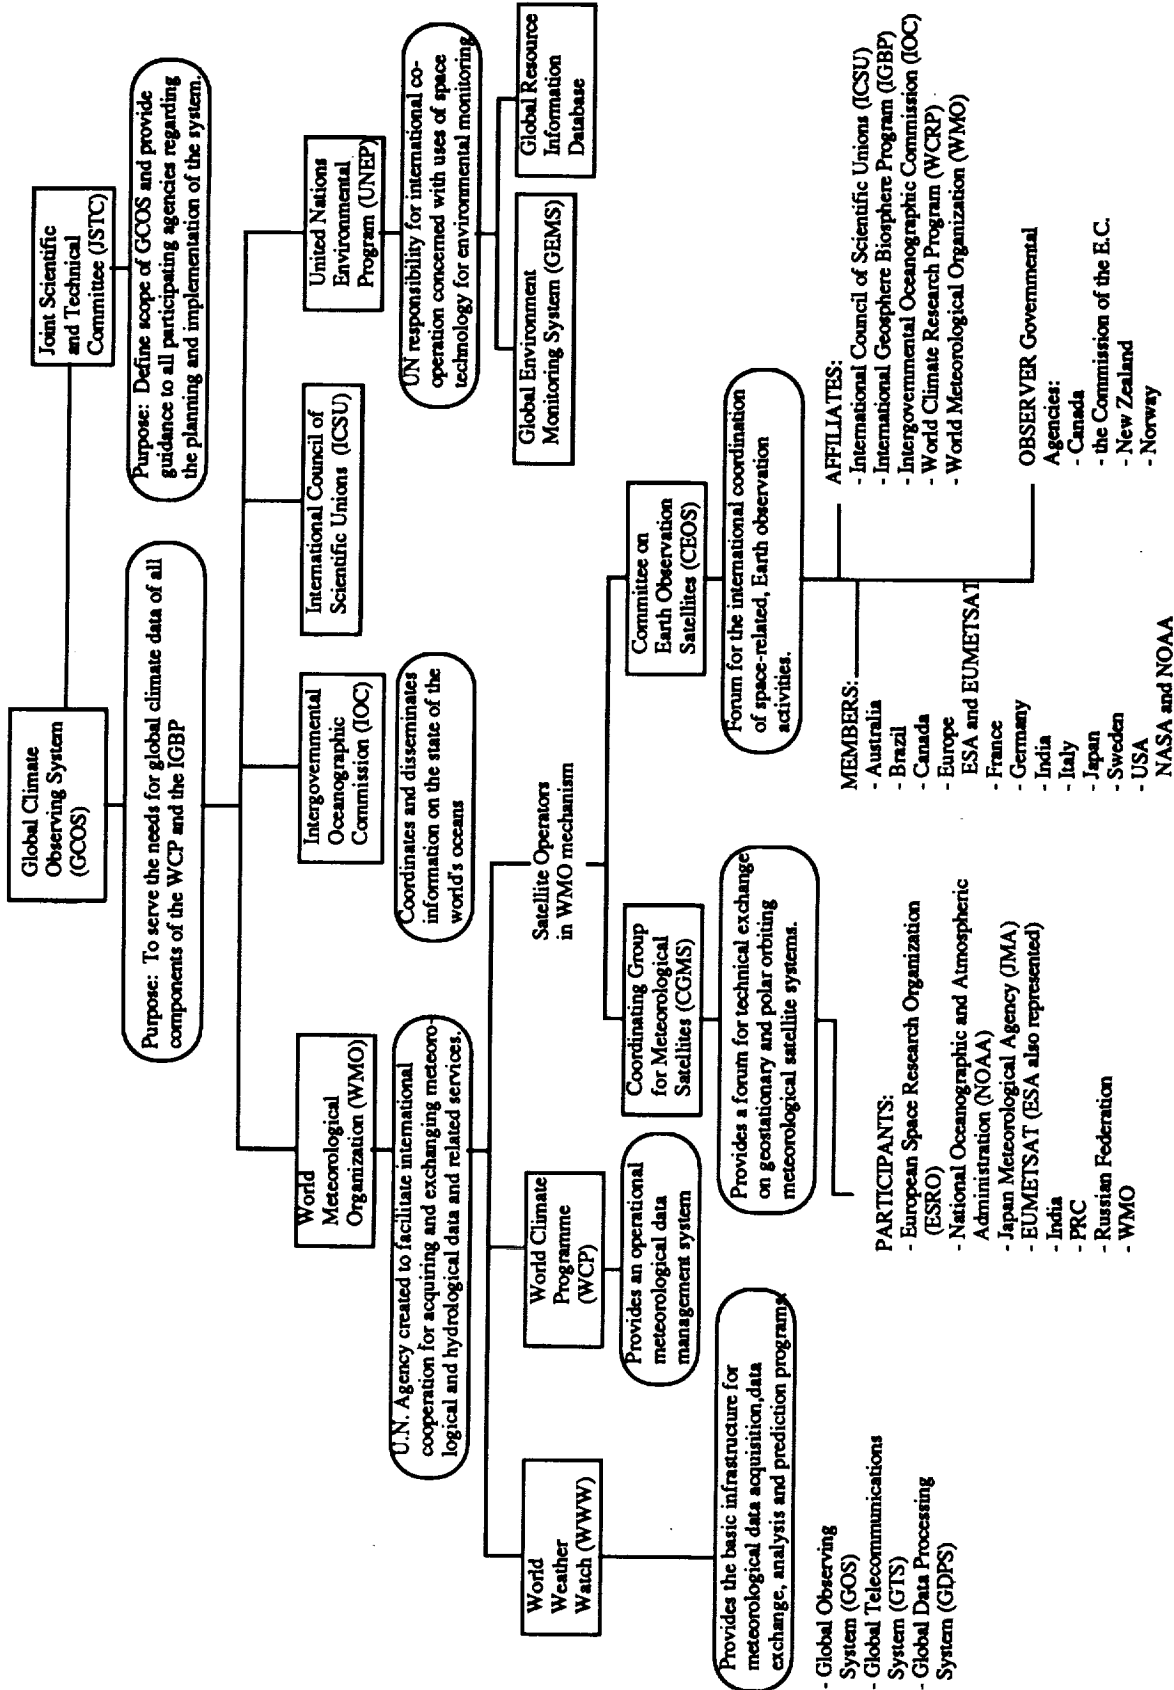 Global Climate
Observing System
(GCOS)
Joint Scientific
and Technical
Committee (JSTC)
Purpose: To serve the needs for global climate data of all
components of the WCP and the IGBP
Purpose: Define scope of GCOS and provide
guidance to all participating agencies regarding
the planning and implementation of the system.
World
Meteorological
Organization (WMO)
Intergovernmental
Oceanographic
Commission (IOC)
International Council of
Scientific Unions (ICSU)
United Nations
Environmental
Program (UNEP)
U.N. Agency created to facilitate international
cooperation for acquiring and exchanging meteoro-
logical and hydrological data and related services.
Coordinates and disseminates
information on the state of the
world's oceans
UN responsibility for international co-
operation concerned with uses of space
technology for environmental monitoring
Global Environment
Monitoring System (GEMS)
Global Resource
Information
Database
World
Weather
Watch (WWW)
World Climate
Programme
(WCP)
Satellite Operators
in WMO mechanism
Provides an operational
meteorological data
management system
Coordinating Group
for Meteorological
Satellites (CGMS)
Committee on
Earth Observation
Satellites (CEOS)
Provides the basic infrastructure for
meteorological data acquisition,data
exchange, analysis and prediction programs.
Provides a forum for technical exchange
on geostationary and polar orbiting
meteorological satellite systems.
Forum for the international coordination
of space-related, Earth observation
activities.
- Global Observing
System (GOS)
- Global Telecommunications
System (GTS)
- Global Data Processing
System (GDPS)
PARTICIPANTS:
- European Space Research Organization
(ESRO)
- National Oceanographic and Atmospheric
Administration (NOAA)
- Japan Meteorological Agency (JMA)
- EUMETSAT (ESA also represented)
- India
- PRC
- Russian Federation
- WMO
MEMBERS:
- Australia
- Brazil
- Canada
- Europe
ESA and EUMETSAT
- France
- Germany
- India
- Italy
- Japan
- Sweden
- USA
NASA and NOAA
AFFILIATES:
- International Council of Scientific Unions (ICSU)
- International Geosphere Biosphere Program (IGBP)
- Intergovernmental Oceanographic Commission (IOC)
- World Climate Research Program (WCRP)
- World Meteorological Organization (WMO)
OBSERVER Governmental
Agencies:
- Canada
- the Commission of the E.C.
- New Zealand
- Norway